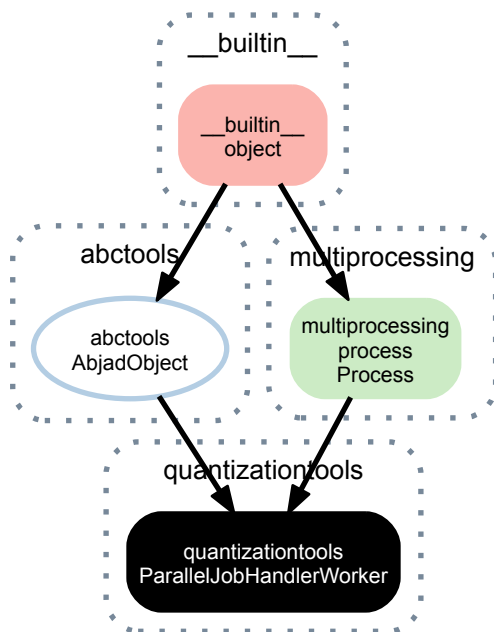 __builtin__
__builtin__
object
abctools
multiprocessing
abctools
AbjadObject
multiprocessing
process
Process
quantizationtools
quantizationtools
ParallelJobHandlerWorker